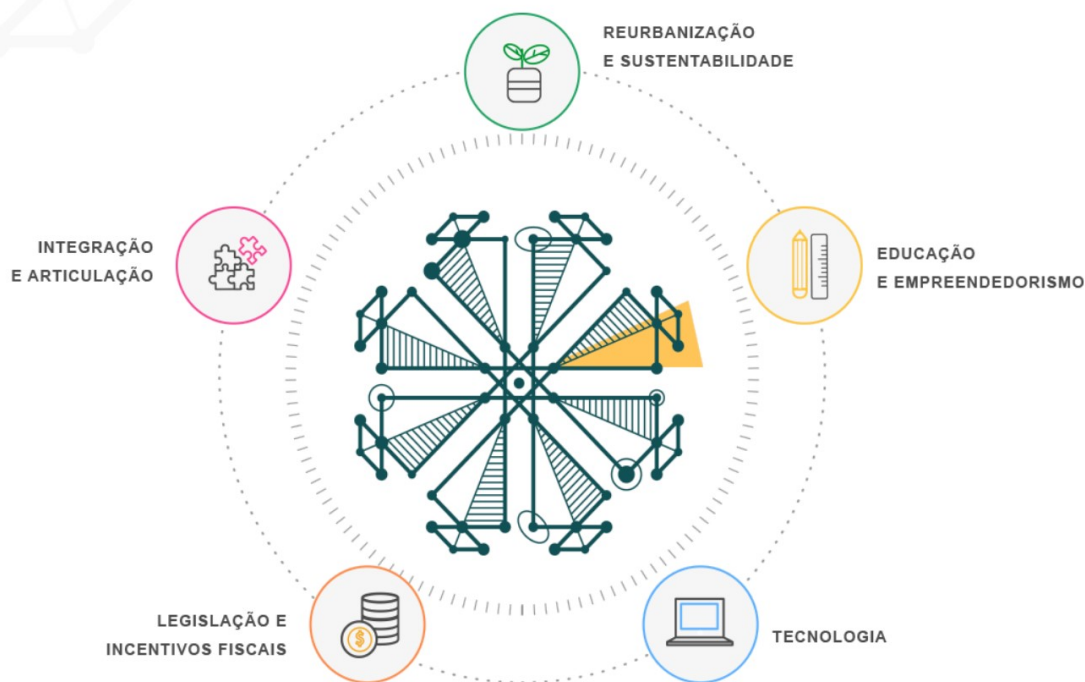 REURBANIZAÇÃO
E SUSTENTABILIDADE
INTEGRAÇÃO
E ARTICULAÇÃO
EDUCAÇÃO
E EMPREENDEDORISMO
LEGISLAÇÃO E
INCENTIVOS FISCAIS
$
TECNOLOGIA